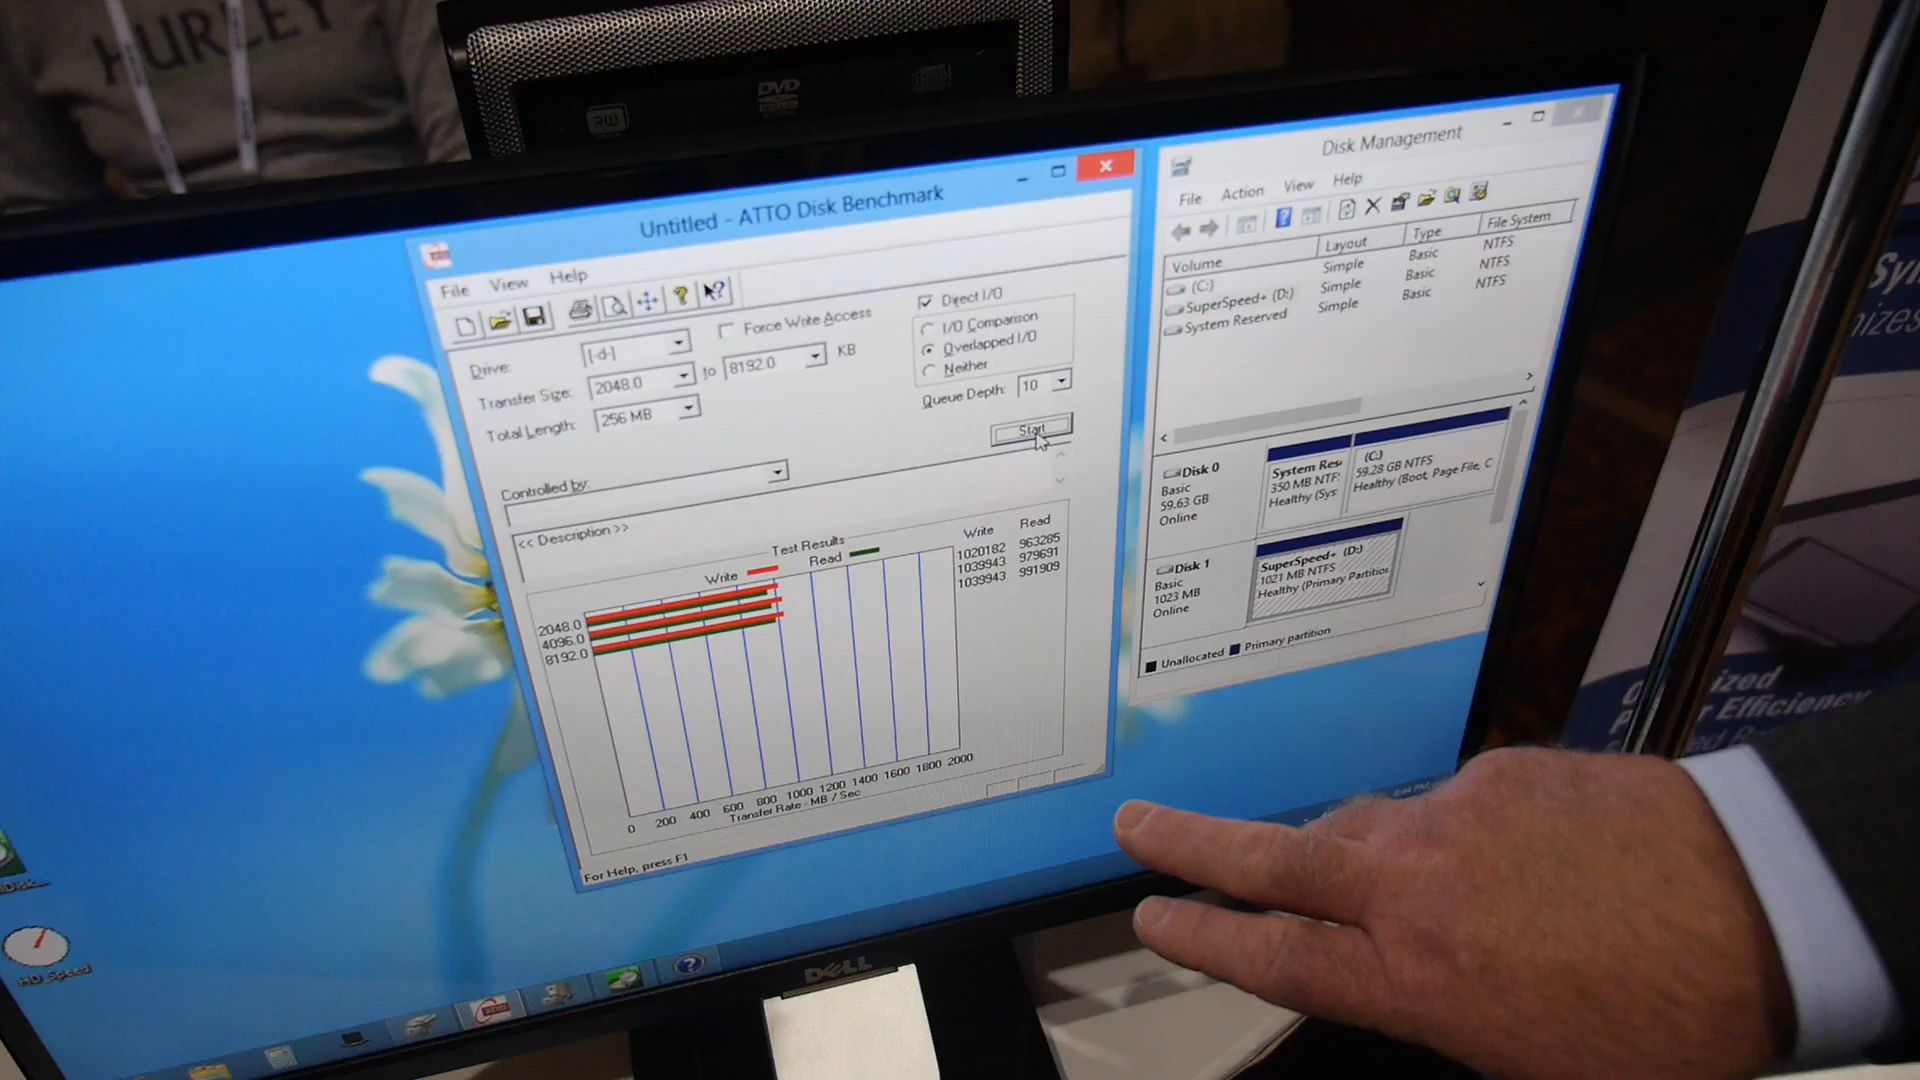 HURLEY
RW
DVD
Untitled - ATTO Disk Benchmark
File View Help
Drive: [-d-]
Force Write Access
Transfer Size: 2048.0 to 8192.0 KB
Total Length: 256 MB
Direct I/O
I/O Comparison
Overlapped I/O
Neither
Queue Depth: 10
Start
Controlled by:
<< Description >>
Test Results
Write Read
Write Read
1020182 963285
1039943 979691
1039943 991909
2048.0
4096.0
8192.0
0 200 400 600 800 1000 1200 1400 1600 1800 2000
Transfer Rate - MB / Sec
For Help, press F1
Disk Management
File Action View Help
Volume Layout Type File System
(C:) Simple Basic NTFS
SuperSpeed+ (D:) Simple Basic NTFS
System Reserved Simple Basic NTFS
Disk 0
Basic
59.63 GB
Online
System Res
350 MB NTF
Healthy (Sys
(C:)
59.28 GB NTFS
Healthy (Boot, Page File, C
Disk 1
Basic
1023 MB
Online
SuperSpeed+ (D:)
1021 MB NTFS
Healthy (Primary Partitio
Unallocated Primary partition
HD Speed
DELL
Efficiency